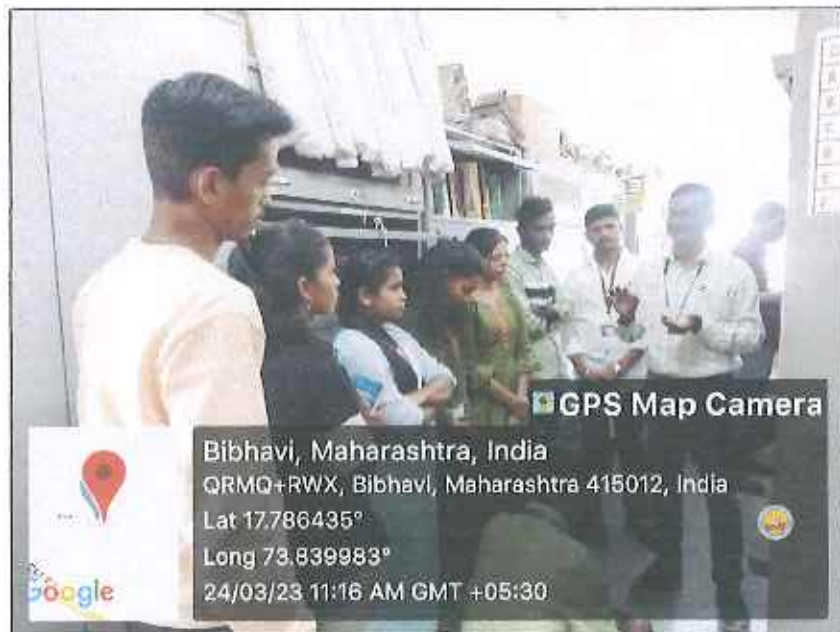 GPS Map Camera
Bibhavi, Maharashtra, India
QRMQ+RWX, Bibhavi, Maharashtra 415012, India
Lat 17.786435°
Long 73.839983°
24/03/23 11:16 AM GMT +05:30
Google